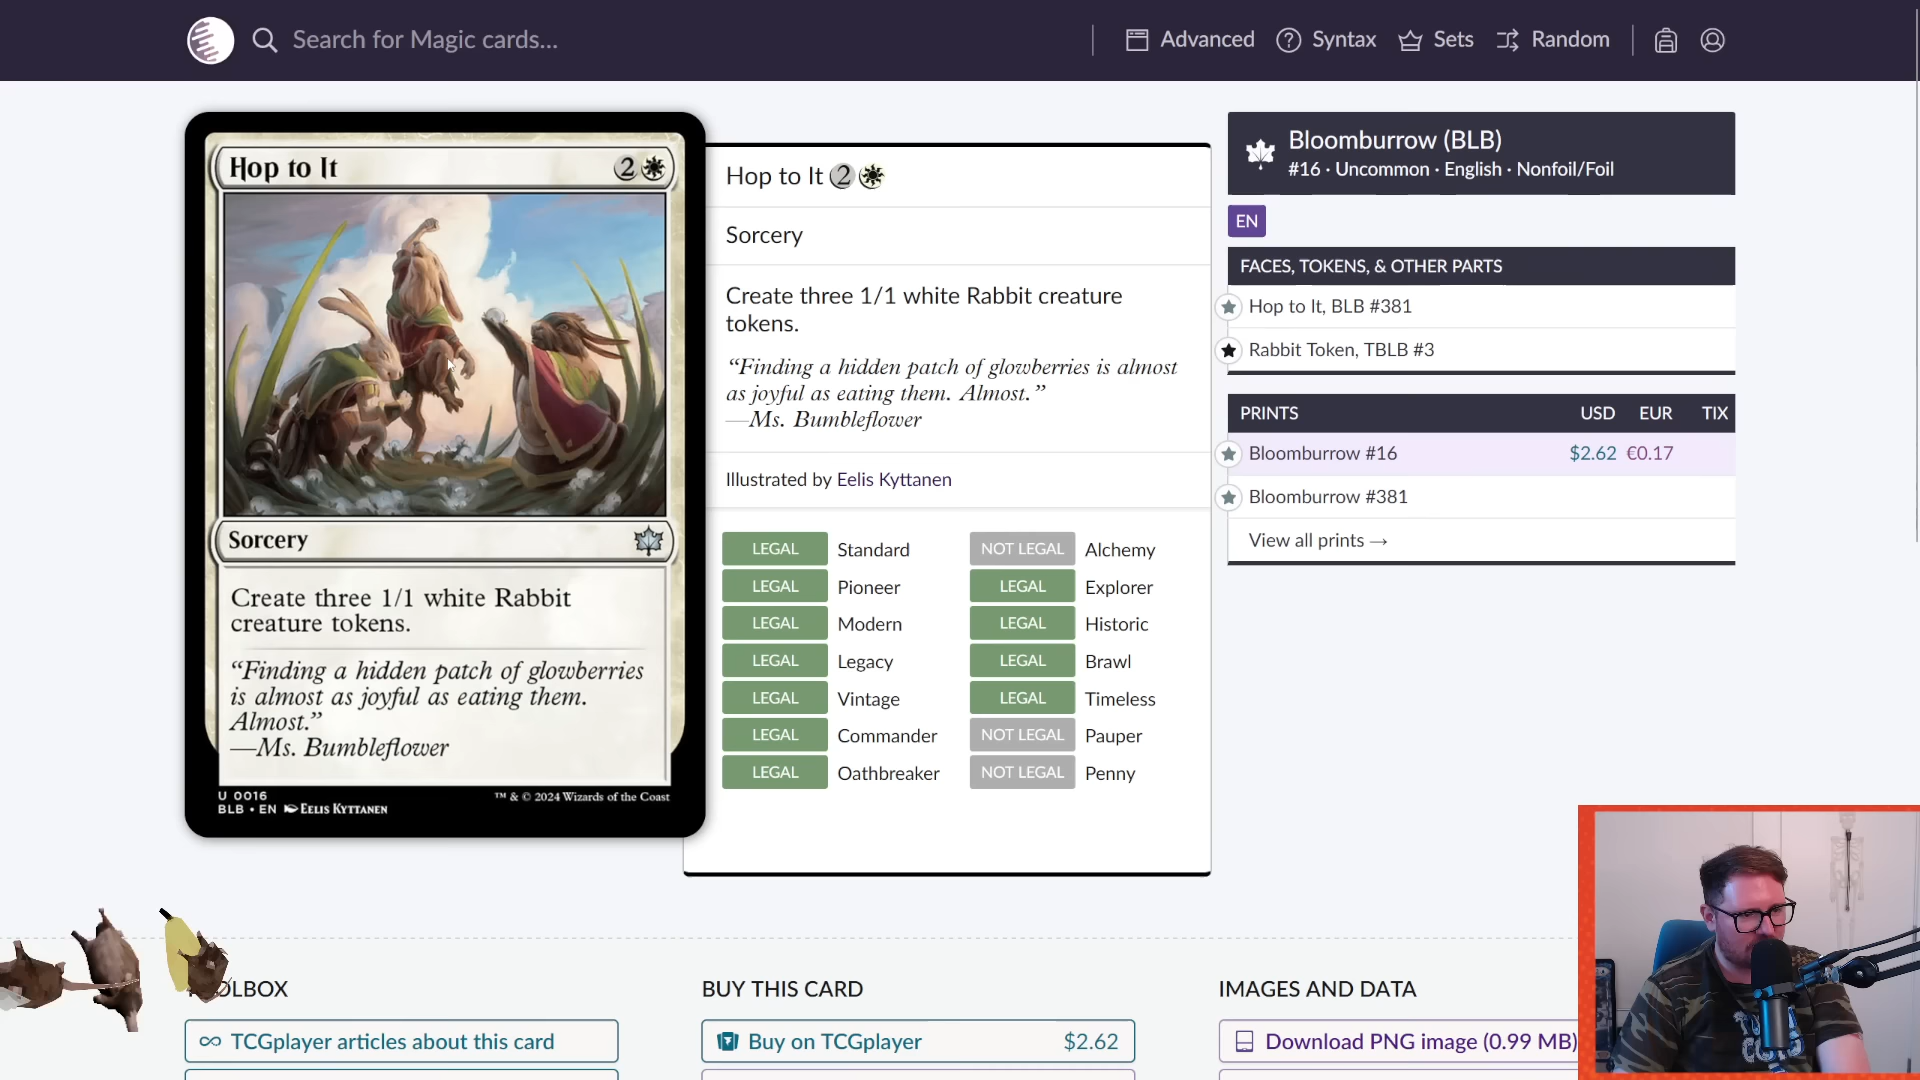 Search for Magic cards...
Advanced
Syntax
Sets
Random
Hop to It 2
Sorcery
Create three 1/1 white Rabbit
creature tokens.
“Finding a hidden patch of glowberries
is almost as joyful as eating them.
Almost.”
—Ms. Bumbleflower
U 0016
BLB • EN EELIS KYTTANEN
™ & © 2024 Wizards of the Coast
Hop to It 2
Sorcery
Create three 1/1 white Rabbit creature
tokens.
“Finding a hidden patch of glowberries is almost
as joyful as eating them. Almost.”
—Ms. Bumbleflower
Illustrated by Eelis Kyttanen
LEGAL Standard NOT LEGAL Alchemy
LEGAL Pioneer LEGAL Explorer
LEGAL Modern LEGAL Historic
LEGAL Legacy LEGAL Brawl
LEGAL Vintage LEGAL Timeless
LEGAL Commander NOT LEGAL Pauper
LEGAL Oathbreaker NOT LEGAL Penny
Bloomburrow (BLB)
#16 · Uncommon · English · Nonfoil/Foil
EN
FACES, TOKENS, & OTHER PARTS
Hop to It, BLB #381
Rabbit Token, TBLB #3
PRINTS USD EUR TIX
Bloomburrow #16 $2.62 €0.17
Bloomburrow #381
View all prints →
OLBOX
TCGplayer articles about this card
BUY THIS CARD
Buy on TCGplayer $2.62
IMAGES AND DATA
Download PNG image (0.99 MB)